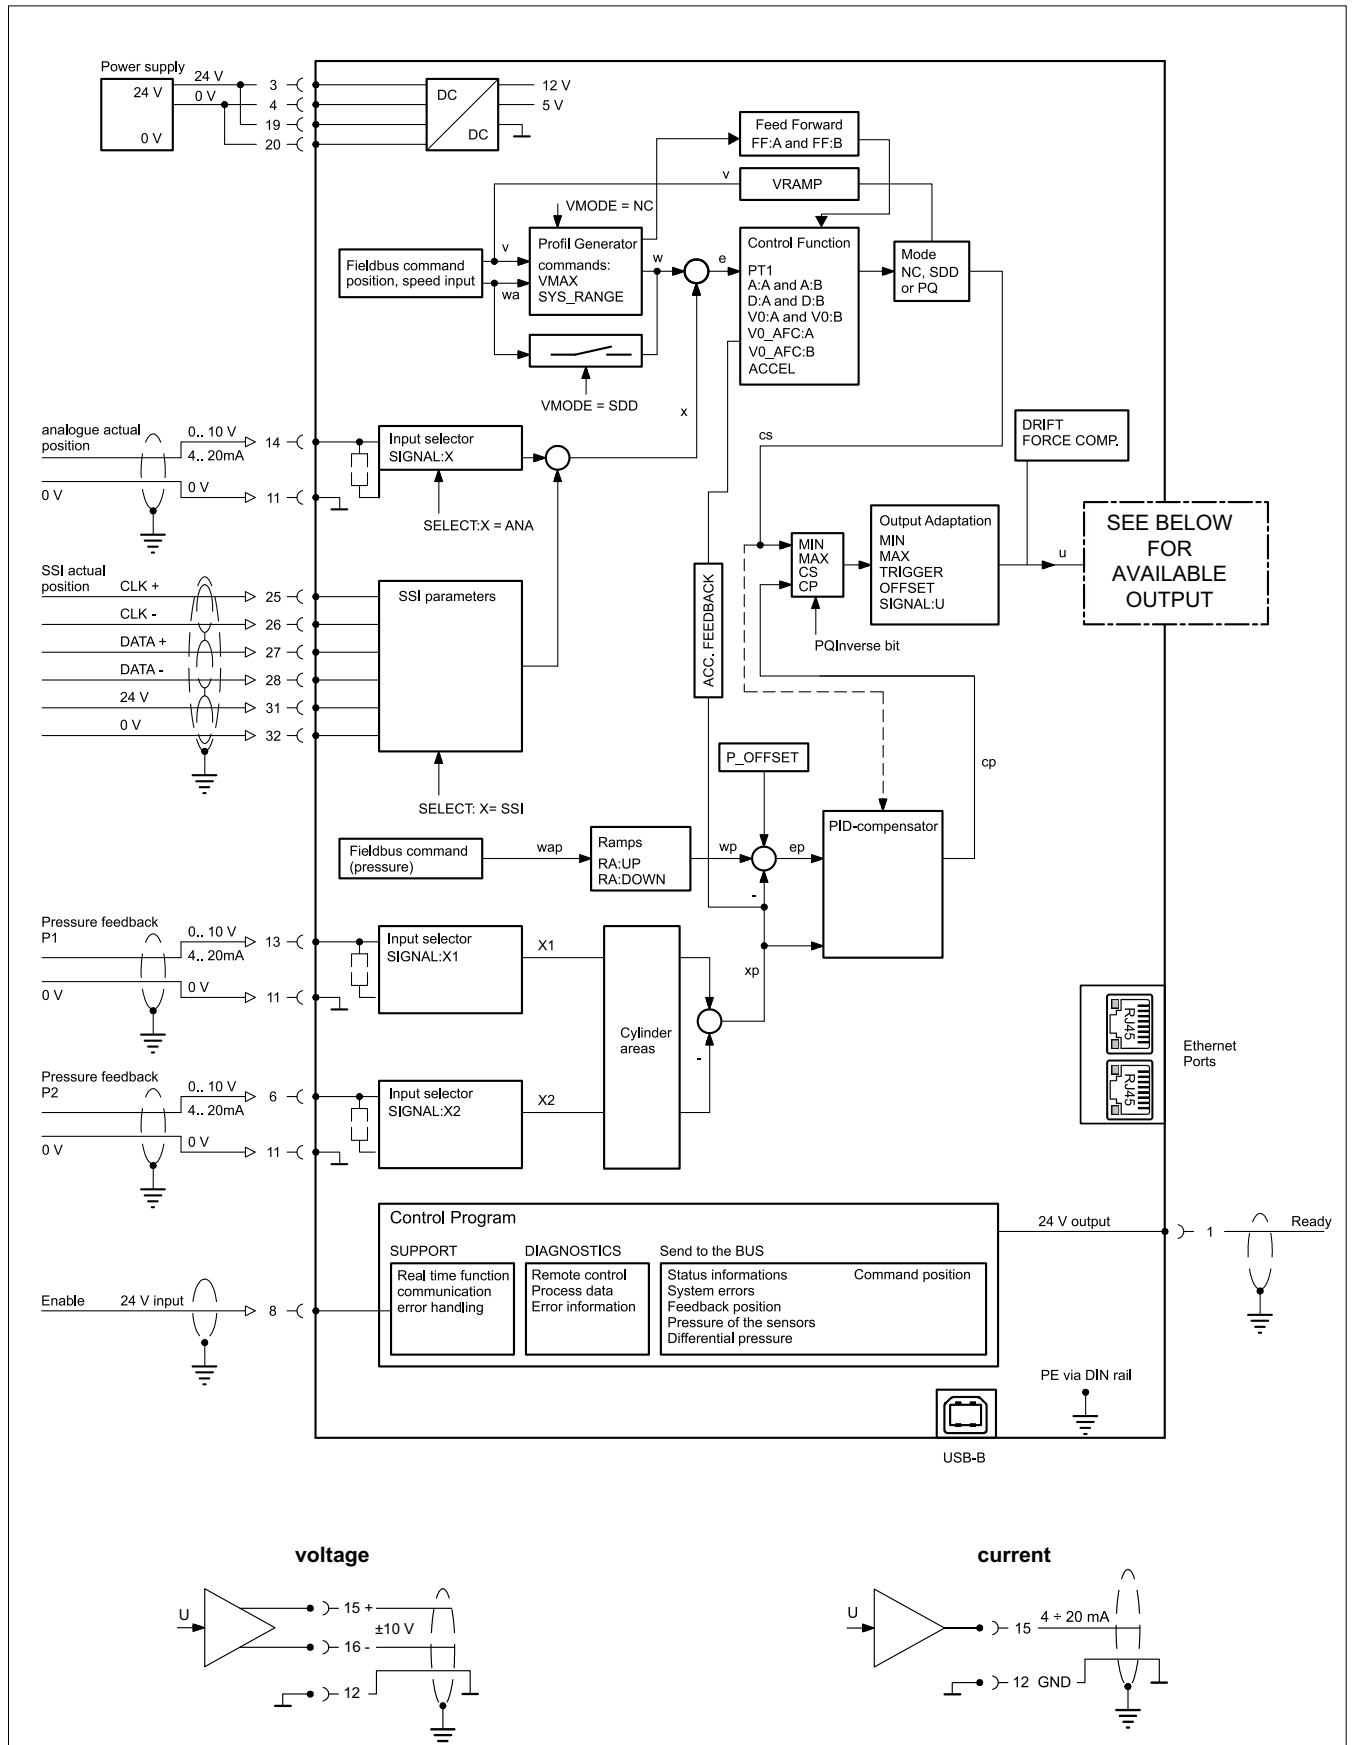 Power supply
24 V
0 V
24 V
0 V
3
4
19
20
DC
DC
12 V
5 V
Feed Forward
FF:A and FF:B
v
VRAMP
VMODE = NC
Fieldbus command
position, speed input
v
wa
Profil Generator
commands:
VMAX
SYS_RANGE
w
e
Control Function
PT1
A:A and A:B
D:A and D:B
V0:A and V0:B
V0_AFC:A
V0_AFC:B
ACCEL
Mode
NC, SDD
or PQ
VMODE = SDD
x
cs
analogue actual
position
0.. 10 V
4.. 20mA
14
0 V
0 V
11
Input selector
SIGNAL:X
SELECT:X = ANA
DRIFT
FORCE COMP.
MIN
MAX
CS
CP
PQInverse bit
Output Adaptation
MIN
MAX
TRIGGER
OFFSET
SIGNAL:U
u
SEE BELOW
FOR
AVAILABLE
OUTPUT
SSI actual
position
CLK +
25
CLK -
26
DATA +
27
DATA -
28
24 V
31
0 V
32
SSI parameters
SELECT: X= SSI
ACC. FEEDBACK
P_OFFSET
cp
Fieldbus command
(pressure)
wap
Ramps
RA:UP
RA:DOWN
wp
ep
-
PID-compensator
xp
Pressure feedback
P1
0.. 10 V
4.. 20mA
13
0 V
0 V
11
Input selector
SIGNAL:X1
X1
Cylinder
areas
-
Pressure feedback
P2
0.. 10 V
4.. 20mA
6
0 V
0 V
11
Input selector
SIGNAL:X2
X2
RJ45
RJ45
Ethernet
Ports
Control Program
SUPPORT
Real time function
communication
error handling
DIAGNOSTICS
Remote control
Process data
Error information
Send to the BUS
Status informations
Command position
System errors
Feedback position
Pressure of the sensors
Differential pressure
24 V output
1
Ready
Enable
24 V input
8
PE via DIN rail
USB-B
voltage
U
15 +
±10 V
16 -
12
current
U
15
4 ÷ 20 mA
12 GND